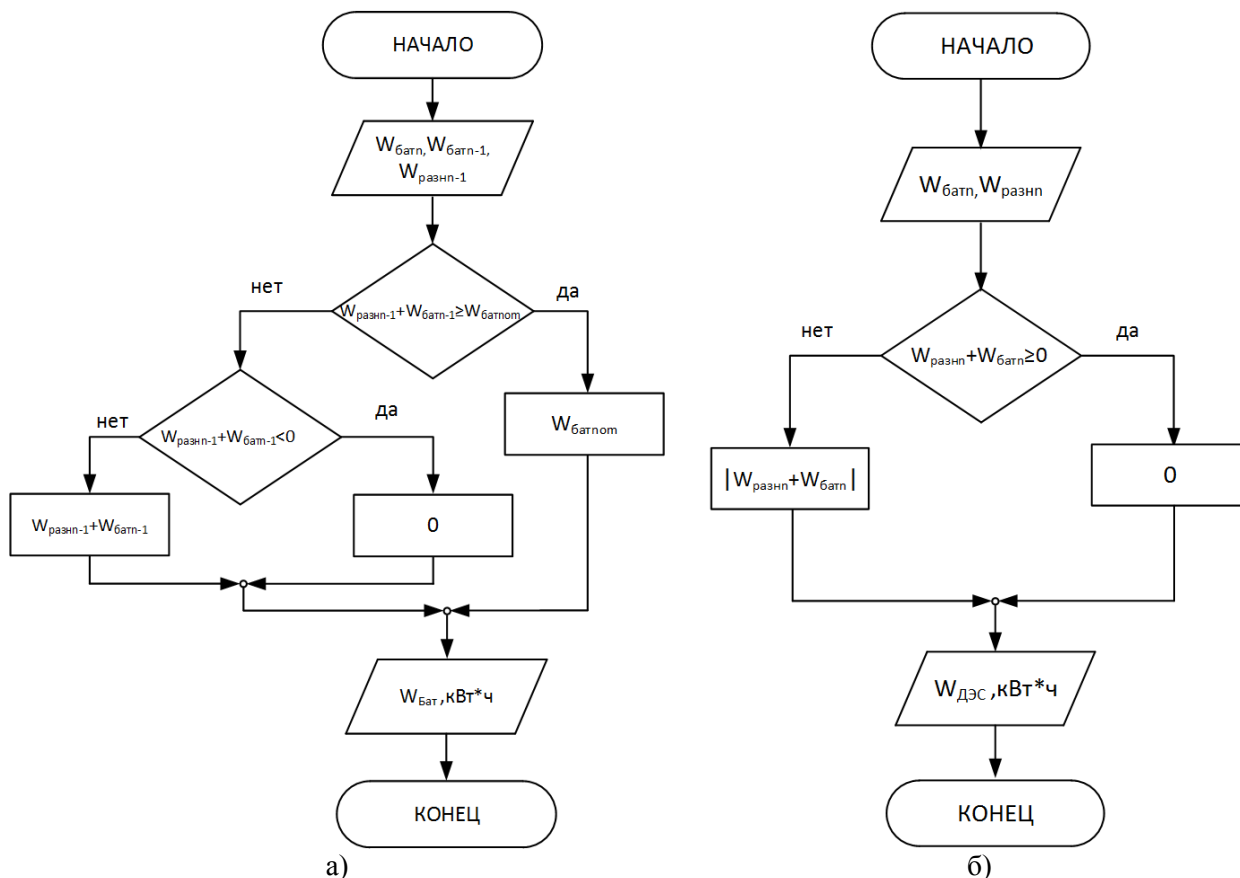 НАЧАЛО
Wбатn,Wбатn-1,
Wразнn-1
нет
Wразнn-1+Wбатn-1≥Wбатnom
да
нет
Wразнn-1+Wбатn-1<0
да
Wбатnom
Wразнn-1+Wбатn-1
0
WБат,кВт*ч
КОНЕЦ
а)
НАЧАЛО
Wбатn,Wразнn
нет
Wразнn+Wбатn≥0
да
|Wразнn+Wбатn|
0
WДЭС,кВт*ч
КОНЕЦ
б)